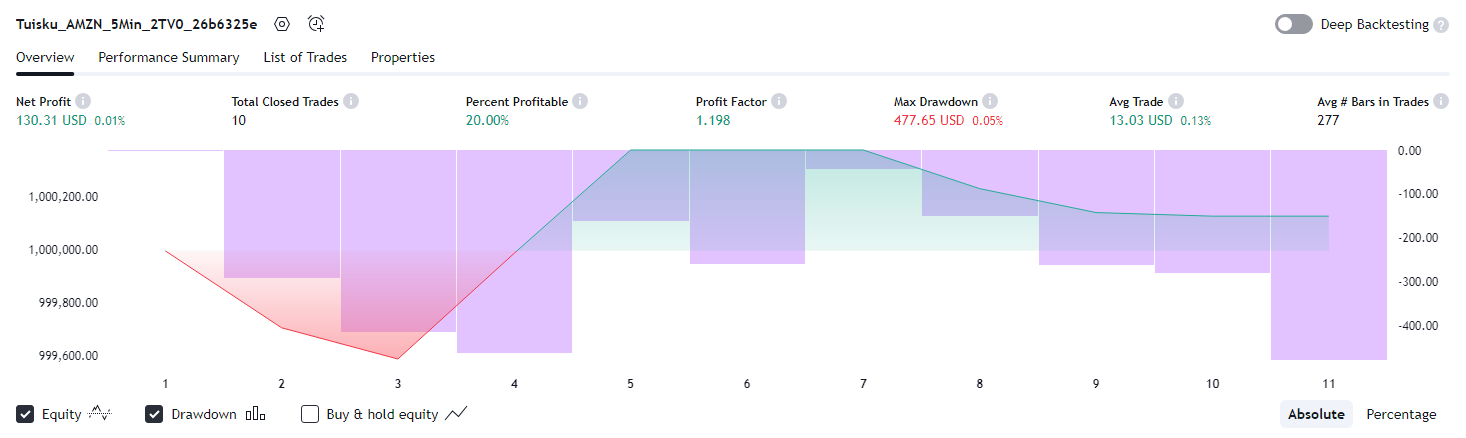 Tuisku_AMZN_5Min_2TV0_26b6325e Deep Backtesting ?
Overview Performance Summary List of Trades Properties
Net Profit Total Closed Trades Percent Profitable Profit Factor Max Drawdown Avg Trade Avg # Bars in Trades
130.31 USD 0.01% 10 20.00% 1.198 477.65 USD 0.05% 13.03 USD 0.13% 277
0.00
1,000,200.00 -100.00
1,000,000.00 -200.00
999,800.00 -300.00
999,600.00 -400.00
1 2 3 4 5 6 7 8 9 10 11
Equity Drawdown Buy & hold equity Absolute Percentage